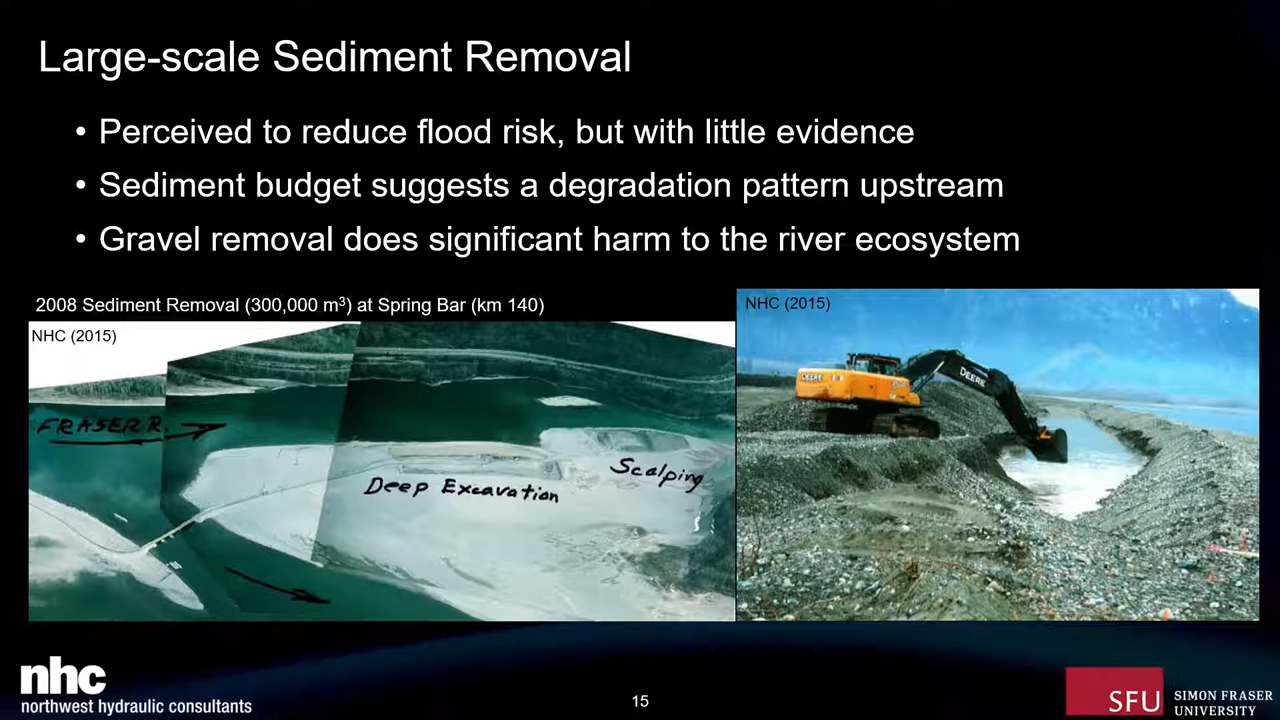 Large-scale Sediment Removal
• Perceived to reduce flood risk, but with little evidence
• Sediment budget suggests a degradation pattern upstream
• Gravel removal does significant harm to the river ecosystem
2008 Sediment Removal (300,000 m³) at Spring Bar (km 140)
NHC (2015)
FRASER R.
Deep Excavation
Scalping
NHC (2015)
DEERE
DEERE
nhc
northwest hydraulic consultants
15
SFU
SIMON FRASER
UNIVERSITY